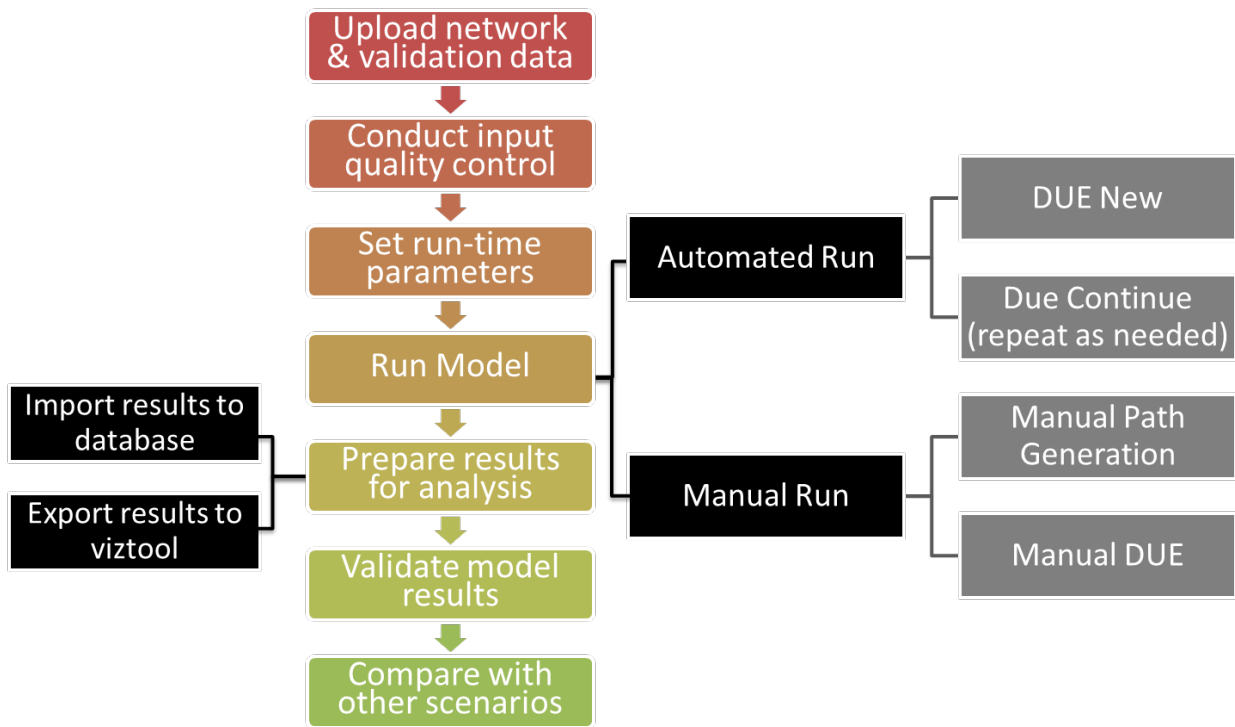 Upload network
& validation data
Conduct input
quality control
Set run-time
parameters
Run Model
Prepare results
for analysis
Validate model
results
Compare with
other scenarios
Import results to
database
Export results to
viztool
Automated Run
Manual Run
DUE New
Due Continue
(repeat as needed)
Manual Path
Generation
Manual DUE